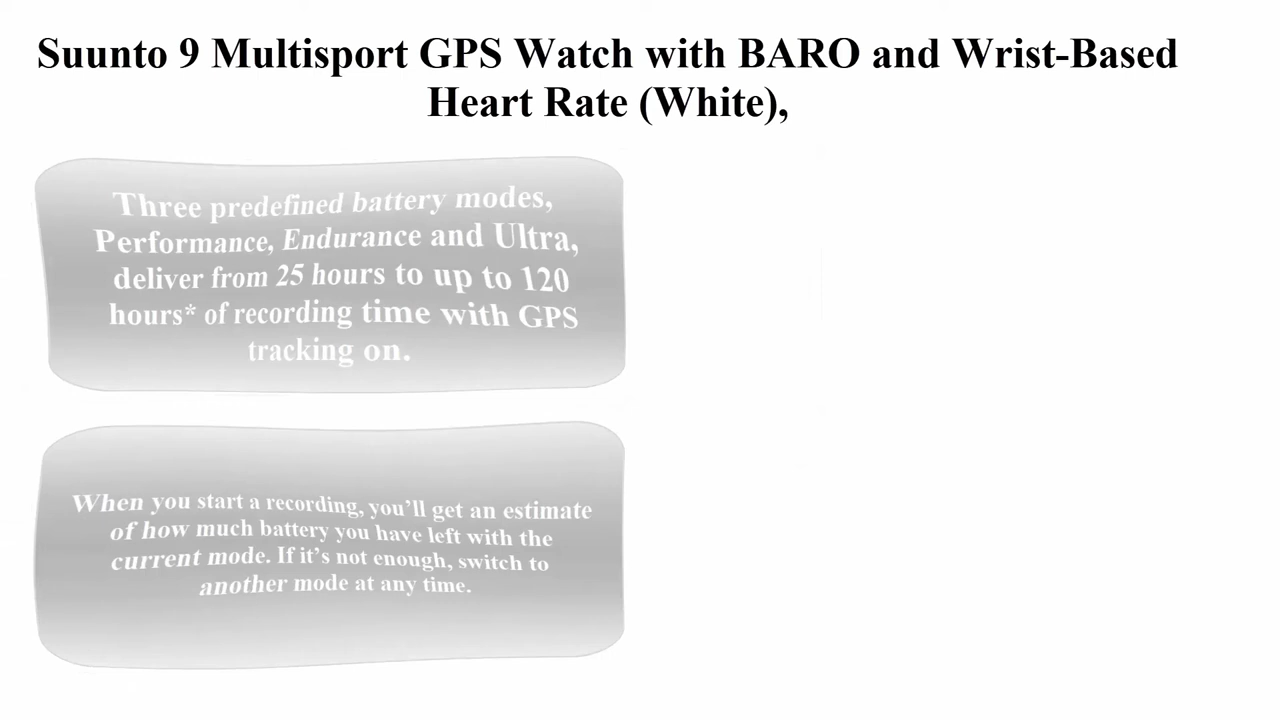 Suunto 9 Multisport GPS Watch with BARO and Wrist-Based
Heart Rate (White),
Three predefined battery modes,
Performance, Endurance and Ultra,
deliver from 25 hours to up to 120
hours* of recording time with GPS
tracking on.
When you start a recording, you’ll get an estimate
of how much battery you have left with the
current mode. If it’s not enough, switch to
another mode at any time.